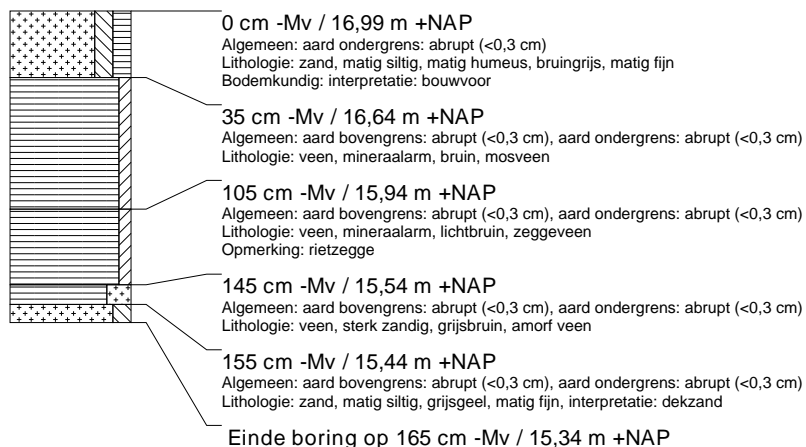 0 cm -Mv / 16,99 m +NAP
Algemeen: aard ondergrens: abrupt (<0,3 cm)
Lithologie: zand, matig siltig, matig humeus, bruingrijs, matig fijn
Bodemkundig: interpretatie: bouwvoor
35 cm -Mv / 16,64 m +NAP
Algemeen: aard bovengrens: abrupt (<0,3 cm), aard ondergrens: abrupt (<0,3 cm)
Lithologie: veen, mineraalarm, bruin, mosveen
105 cm -Mv / 15,94 m +NAP
Algemeen: aard bovengrens: abrupt (<0,3 cm), aard ondergrens: abrupt (<0,3 cm)
Lithologie: veen, mineraalarm, lichtbruin, zeggeveen
Opmerking: rietzegge
145 cm -Mv / 15,54 m +NAP
Algemeen: aard bovengrens: abrupt (<0,3 cm), aard ondergrens: abrupt (<0,3 cm)
Lithologie: veen, sterk zandig, grijsbruin, amorf veen
155 cm -Mv / 15,44 m +NAP
Algemeen: aard bovengrens: abrupt (<0,3 cm), aard ondergrens: abrupt (<0,3 cm)
Lithologie: zand, matig siltig, grijsgeel, matig fijn, interpretatie: dekzand
Einde boring op 165 cm -Mv / 15,34 m +NAP